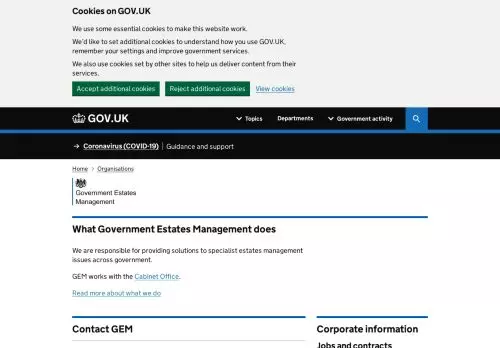 Cookies on GOV.UK
We use some essential cookies to make this website work.
We'd like to set additional cookies to understand how you use GOV.UK,
remember your settings and improve government services.
We also use cookies set by other sites to help us deliver content from their
services.
Accept additional cookies
Reject additional cookies
View cookies
GOV.UK
Topics
Departments
Government activity
→ Coronavirus (COVID-19) | Guidance and support
Home > Organisations
Government Estates
Management
What Government Estates Management does
We are responsible for providing solutions to specialist estates management
issues across government.
GEM works with the Cabinet Office.
Read more about what we do
Contact GEM
Corporate information
Jobs and contracts